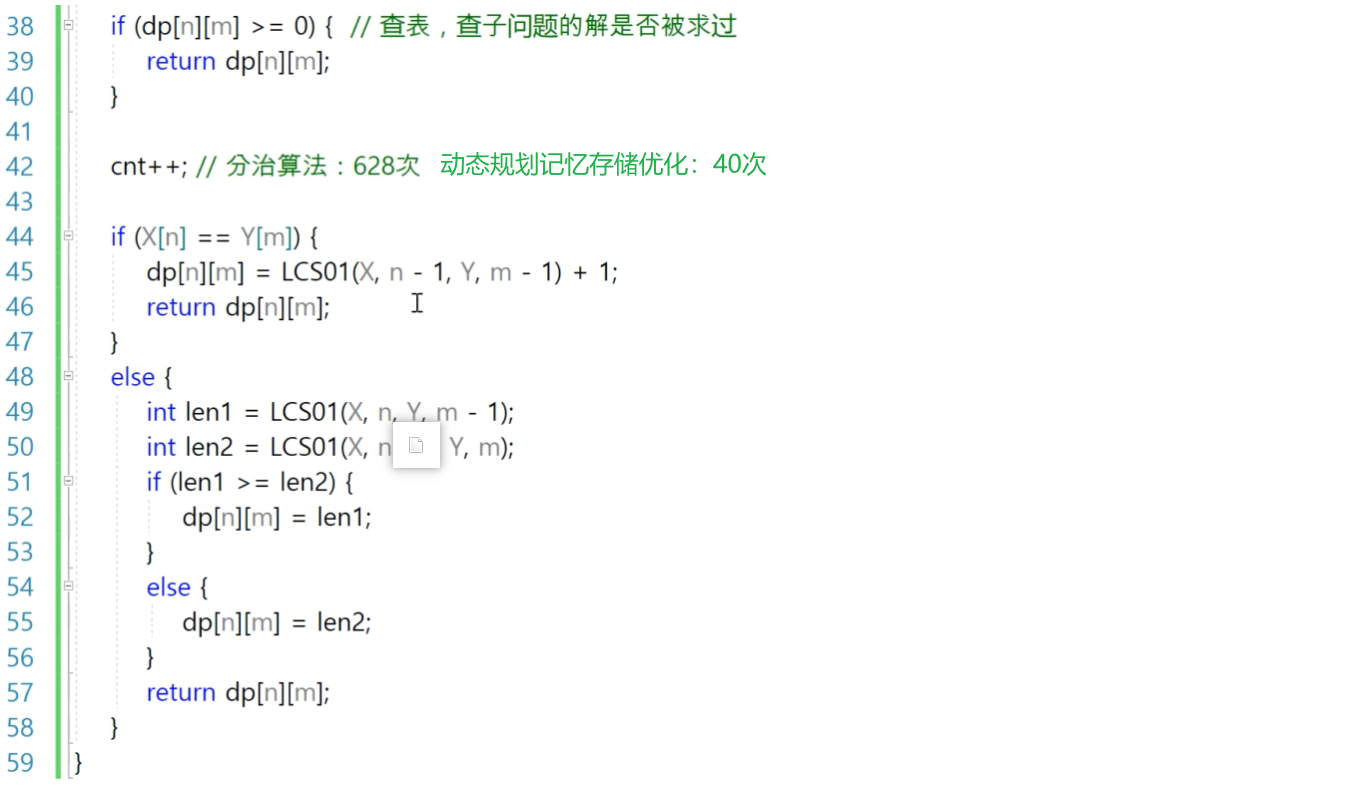 38 if (dp[n][m] >= 0) { // 查表，查子问题的解是否被求过
39 return dp[n][m];
40 }
41
42 cnt++; // 分治算法：628次 动态规划记忆存储优化：40次
43
44 if (X[n] == Y[m]) {
45 dp[n][m] = LCS01(X, n - 1, Y, m - 1) + 1;
46 return dp[n][m];
47 }
48 else {
49 int len1 = LCS01(X, n, Y, m - 1);
50 int len2 = LCS01(X, n Y, m);
51 if (len1 >= len2) {
52 dp[n][m] = len1;
53 }
54 else {
55 dp[n][m] = len2;
56 }
57 return dp[n][m];
58 }
59 }